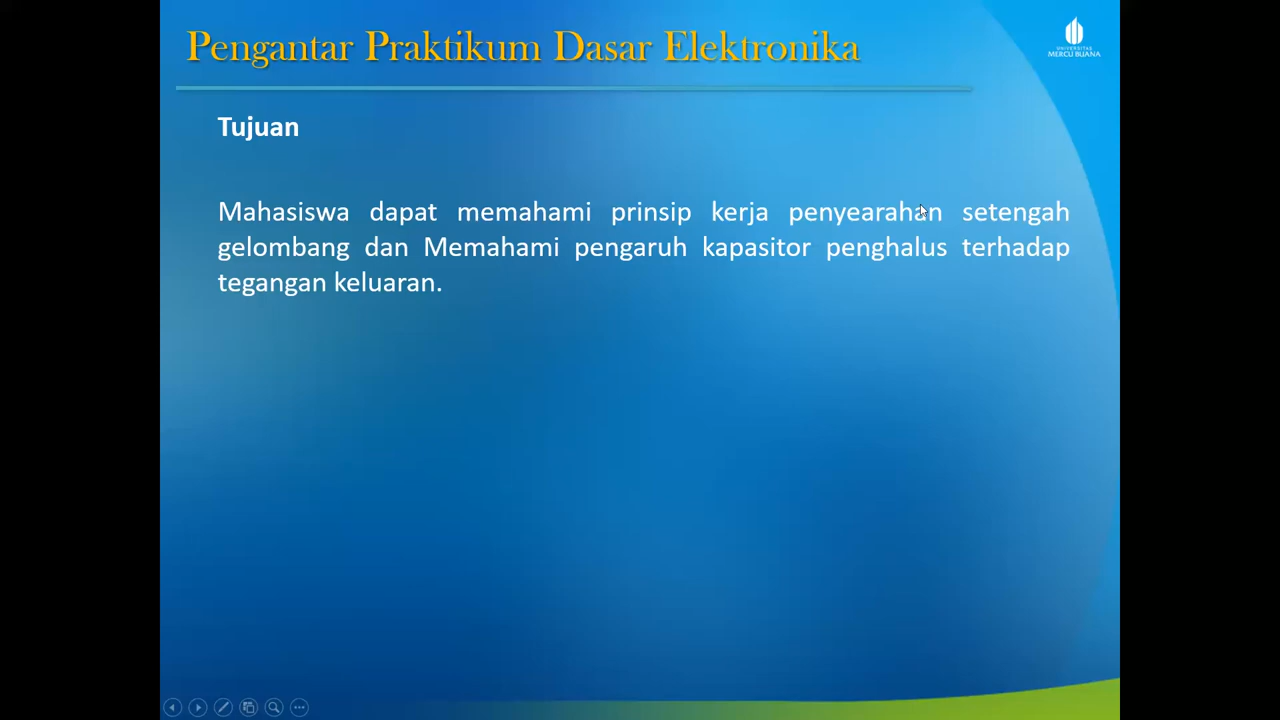 Pengantar Praktikum Dasar Elektronika
UNIVERSITAS
MERCU BUANA
Tujuan
Mahasiswa dapat memahami prinsip kerja penyearahan setengah
gelombang dan Memahami pengaruh kapasitor penghalus terhadap
tegangan keluaran.